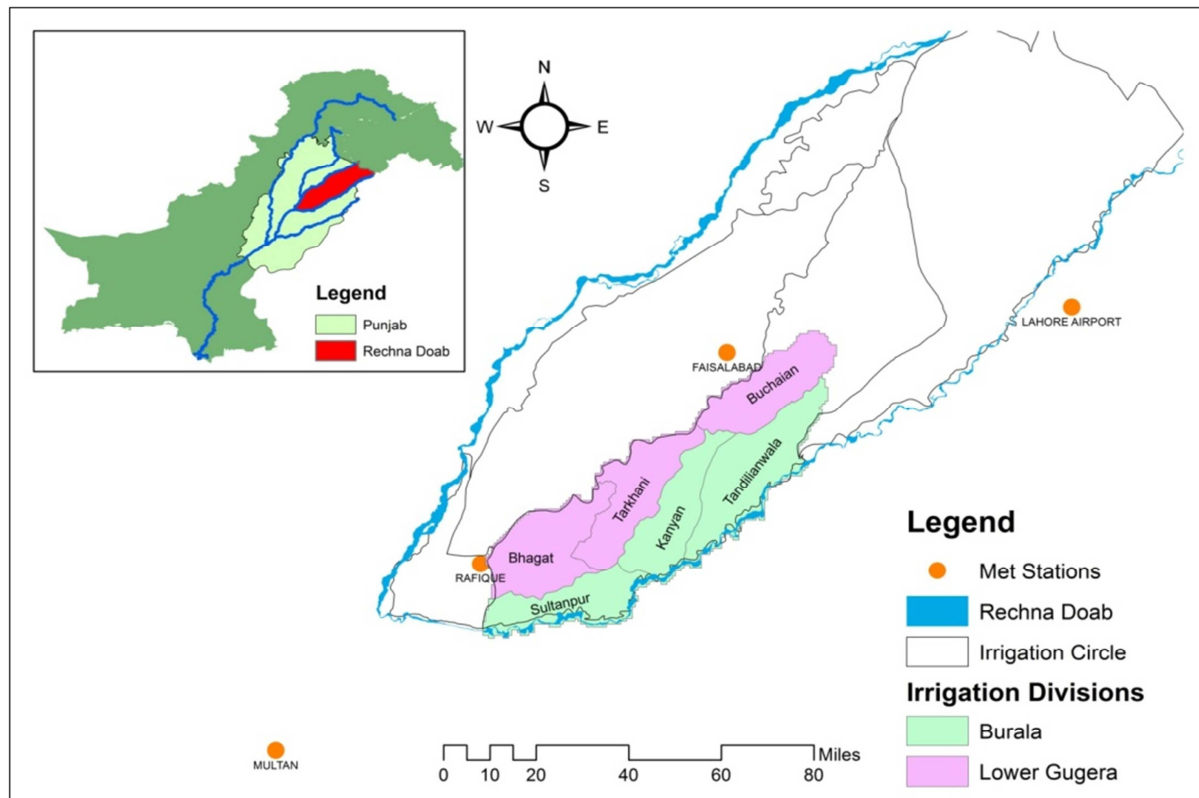 N
W
E
S
Legend
Punjab
Rechna Doab
LAHORE AIRPORT
FAISALABAD
Buchaian
Tandilianwala
Tarkhani
Kanyan
Bhagat
RAFIQUE
Sultanpur
MULTAN
Legend
Met Stations
Rechna Doab
Irrigation Circle
Irrigation Divisions
Burala
Lower Gugera
Miles
0 10 20 40 60 80